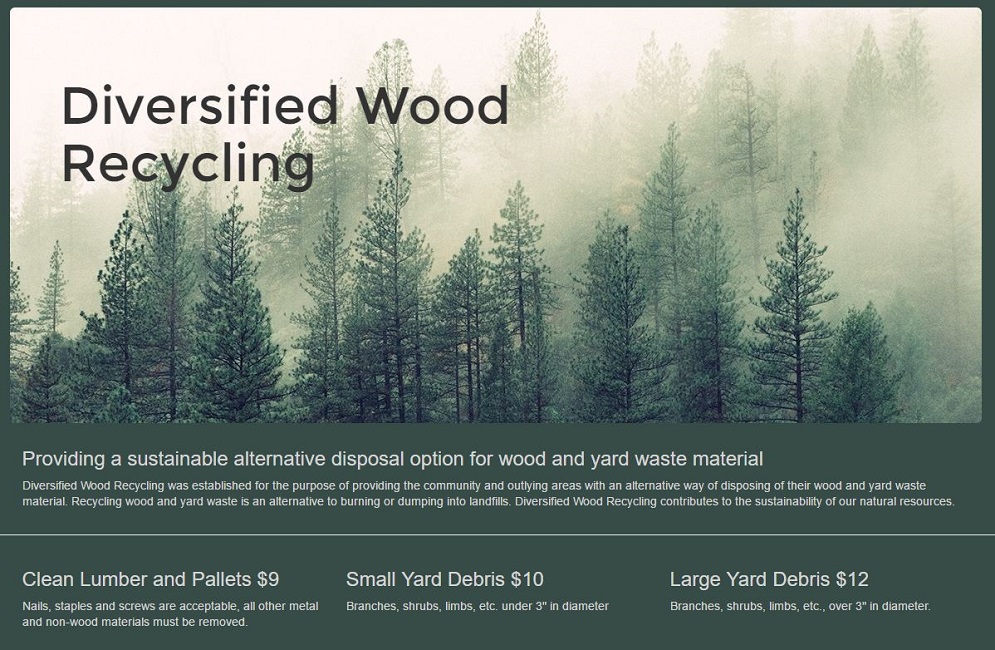 Diversified Wood
Recycling
Providing a sustainable alternative disposal option for wood and yard waste material
Diversified Wood Recycling was established for the purpose of providing the community and outlying areas with an alternative way of disposing of their wood and yard waste
material. Recycling wood and yard waste is an alternative to burning or dumping into landfills. Diversified Wood Recycling contributes to the sustainability of our natural resources.
Clean Lumber and Pallets $9
Nails, staples and screws are acceptable, all other metal
and non-wood materials must be removed.
Small Yard Debris $10
Branches, shrubs, limbs, etc. under 3" in diameter
Large Yard Debris $12
Branches, shrubs, limbs, etc., over 3" in diameter.